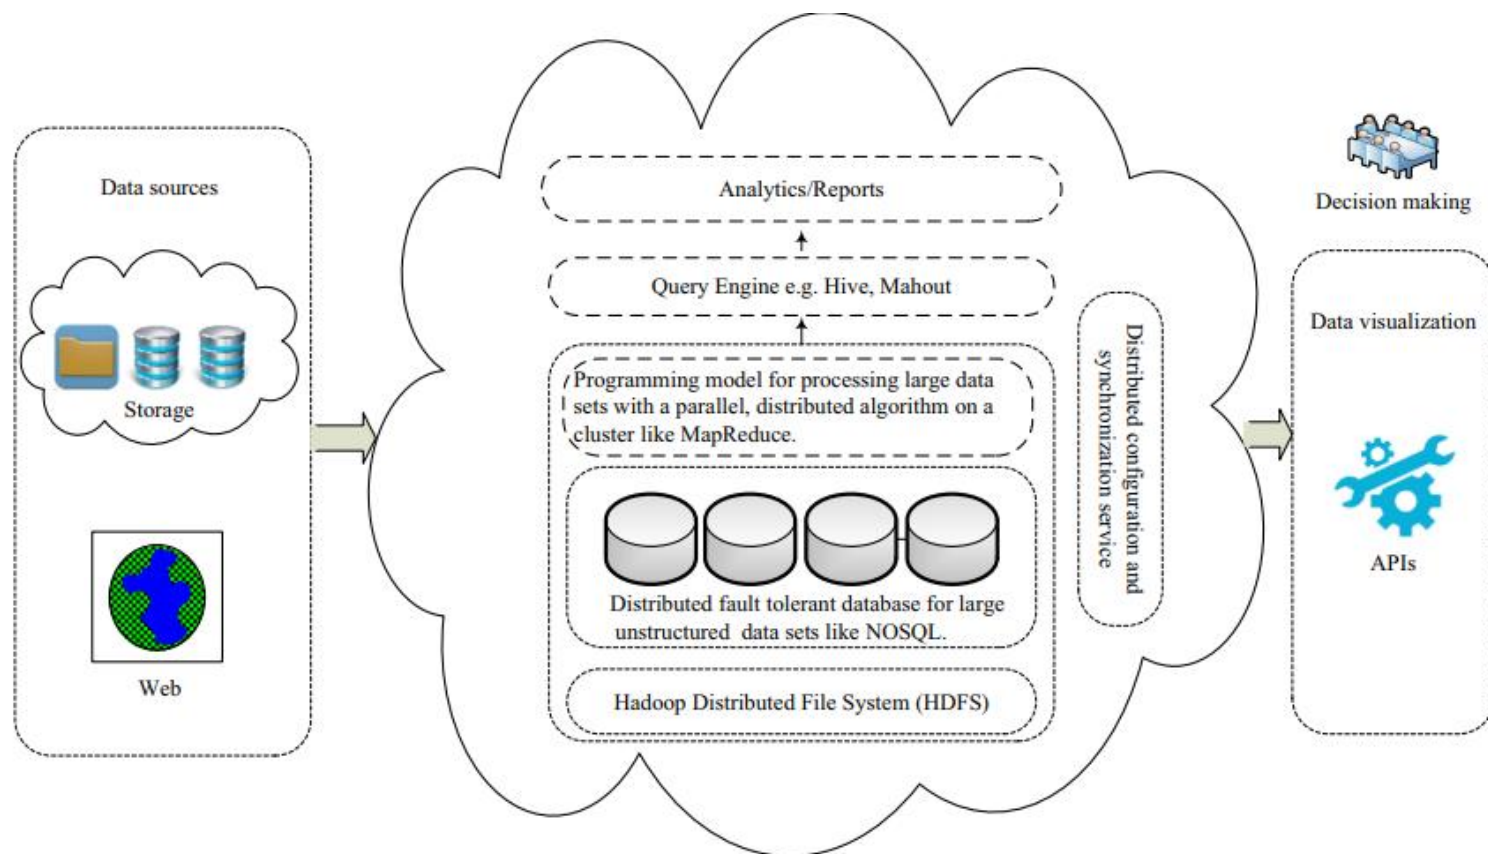 Data sources
Storage
Web
Analytics/Reports
Query Engine e.g. Hive, Mahout
Programming model for processing large data
sets with a parallel, distributed algorithm on a
cluster like MapReduce.
Distributed fault tolerant database for large
unstructured data sets like NOSQL.
Hadoop Distributed File System (HDFS)
Distributed configuration and
synchronization service
Decision making
Data visualization
APIs